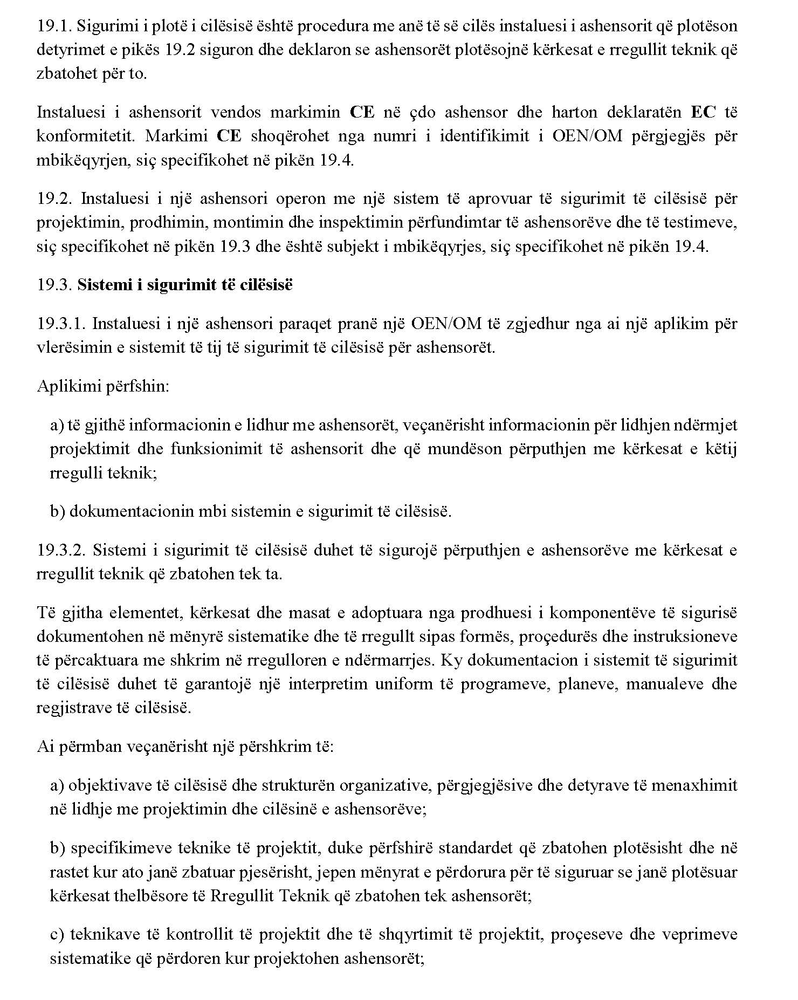 19.1. Sigurimi i plotë i cilësisë është procedura me anë të së cilës instaluesi i ashensorit që plotëson
detyrimet e pikës 19.2 siguron dhe deklaron se ashensorët plotësojnë kërkesat e rregullit teknik që
zbatohet për to.
Instaluesi i ashensorit vendos markimin CE në çdo ashensor dhe harton deklaratën EC të
konformitetit. Markimi CE shoqërohet nga numri i identifikimit i OEN/OM përgjegjës për
mbikëqyrjen, siç specifikohet në pikën 19.4.
19.2. Instaluesi i një ashensori operon me një sistem të aprovuar të sigurimit të cilësisë për
projektimin, prodhimin, montimin dhe inspektimin përfundimtar të ashensorëve dhe të testimeve,
siç specifikohet në pikën 19.3 dhe është subjekt i mbikëqyrjes, siç specifikohet në pikën 19.4.
19.3. Sistemi i sigurimit të cilësisë
19.3.1. Instaluesi i një ashensori paraqet pranë një OEN/OM të zgjedhur nga ai një aplikim për
vlerësimin e sistemit të tij të sigurimit të cilësisë për ashensorët.
Aplikimi përfshin:
a) të gjithë informacionin e lidhur me ashensorët, veçanërisht informacionin për lidhjen ndërmjet
projektimit dhe funksionimit të ashensorit dhe që mundëson përputhjen me kërkesat e këtij
rregulli teknik;
b) dokumentacionin mbi sistemin e sigurimit të cilësisë.
19.3.2. Sistemi i sigurimit të cilësisë duhet të sigurojë përputhjen e ashensorëve me kërkesat e
rregullit teknik që zbatohen tek ta.
Të gjitha elementet, kërkesat dhe masat e adoptuara nga prodhuesi i komponentëve të sigurisë
dokumentohen në mënyrë sistematike dhe të rregullt sipas formës, proçedurës dhe instruksioneve
të përcaktuara me shkrim në rregulloren e ndërmarrjes. Ky dokumentacion i sistemit të sigurimit
të cilësisë duhet të garantojë një interpretim uniform të programeve, planeve, manualeve dhe
regjistrave të cilësisë.
Ai përmban veçanërisht një përshkrim të:
a) objektivave të cilësisë dhe strukturën organizative, përgjegjësive dhe detyrave të menaxhimit
në lidhje me projektimin dhe cilësinë e ashensorëve;
b) specifikimeve teknike të projektit, duke përfshirë standardet që zbatohen plotësisht dhe në
rastet kur ato janë zbatuar pjesërisht, jepen mënyrat e përdorura për të siguruar se janë plotësuar
kërkesat thelbësore të Rregullit Teknik që zbatohen tek ashensorët;
c) teknikave të kontrollit të projektit dhe të shqyrtimit të projektit, proçeseve dhe veprimeve
sistematike që përdoren kur projektohen ashensorët;